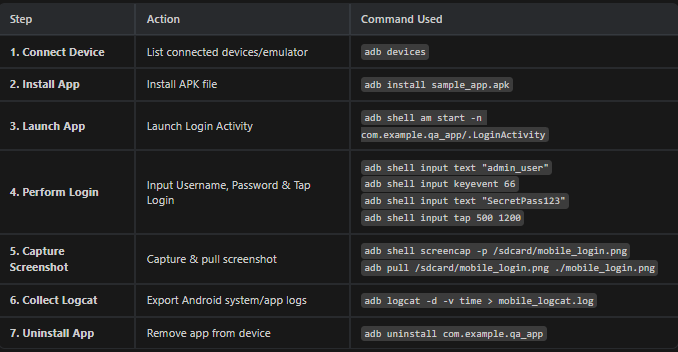 Step Action Command Used
1. Connect Device List connected devices/emulator adb devices
2. Install App Install APK file adb install sample_app.apk
3. Launch App Launch Login Activity adb shell am start -n
com.example.qa_app/.LoginActivity
4. Perform Login Input Username, Password & Tap
Login
adb shell input text "admin_user"
adb shell input keyevent 66
adb shell input text "SecretPass123"
adb shell input tap 500 1200
5. Capture
Screenshot
Capture & pull screenshot
adb shell screencap -p /sdcard/mobile_login.png
adb pull /sdcard/mobile_login.png ./mobile_login.png
6. Collect Logcat Export Android system/app logs adb logcat -d -v time > mobile_logcat.log
7. Uninstall App Remove app from device adb uninstall com.example.qa_app